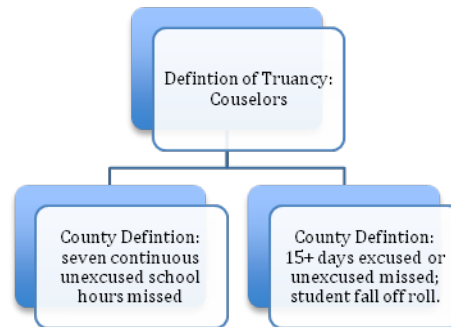 Defintion of Truancy:
Couselors
County Defintion:
seven continuous
unexcused school
hours missed
County Defintion:
15+ days excused or
unexcused missed;
student fall off roll.